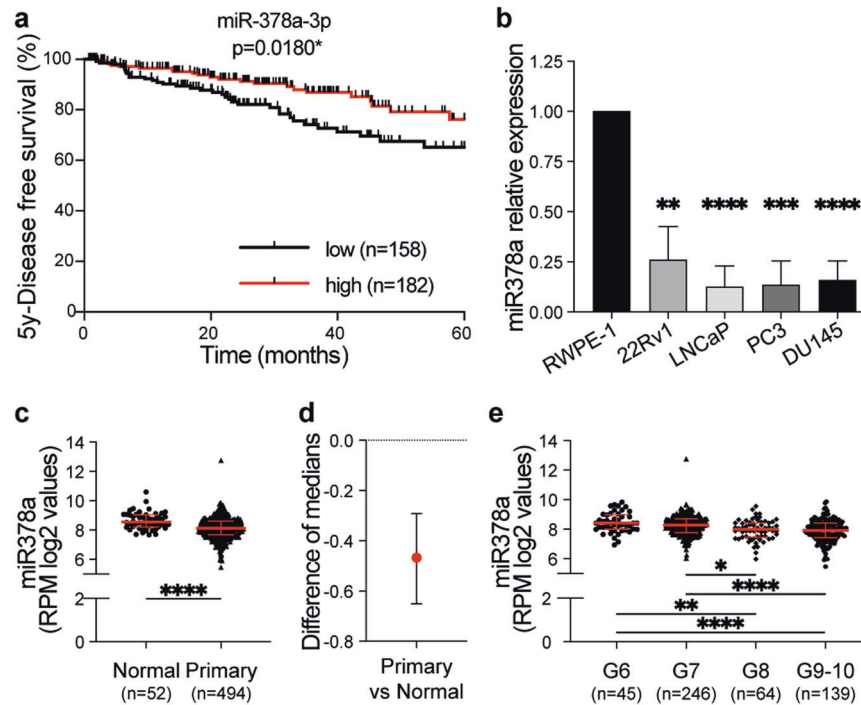 a
miR-378a-3p
p=0.0180*
5y-Disease free survival (%)
100
80
60
40
20
0
low (n=158)
high (n=182)
0 20 40 60
Time (months)
b
miR378a relative expression
1.25
1.00
0.75
0.50
0.25
0.00
** **** *** ****
RWPE-1 22Rv1 LNCaP PC3 DU145
c
miR378a
(RPM log2 values)
14
12
10
8
6
2
0
****
Normal Primary
(n=52) (n=494)
d
Difference of medians
0.0
-0.2
-0.4
-0.6
-0.8
Primary
vs Normal
e
miR378a
(RPM log2 values)
14
12
10
8
6
2
0
*
****
**
****
G6 G7 G8 G9-10
(n=45) (n=246) (n=64) (n=139)